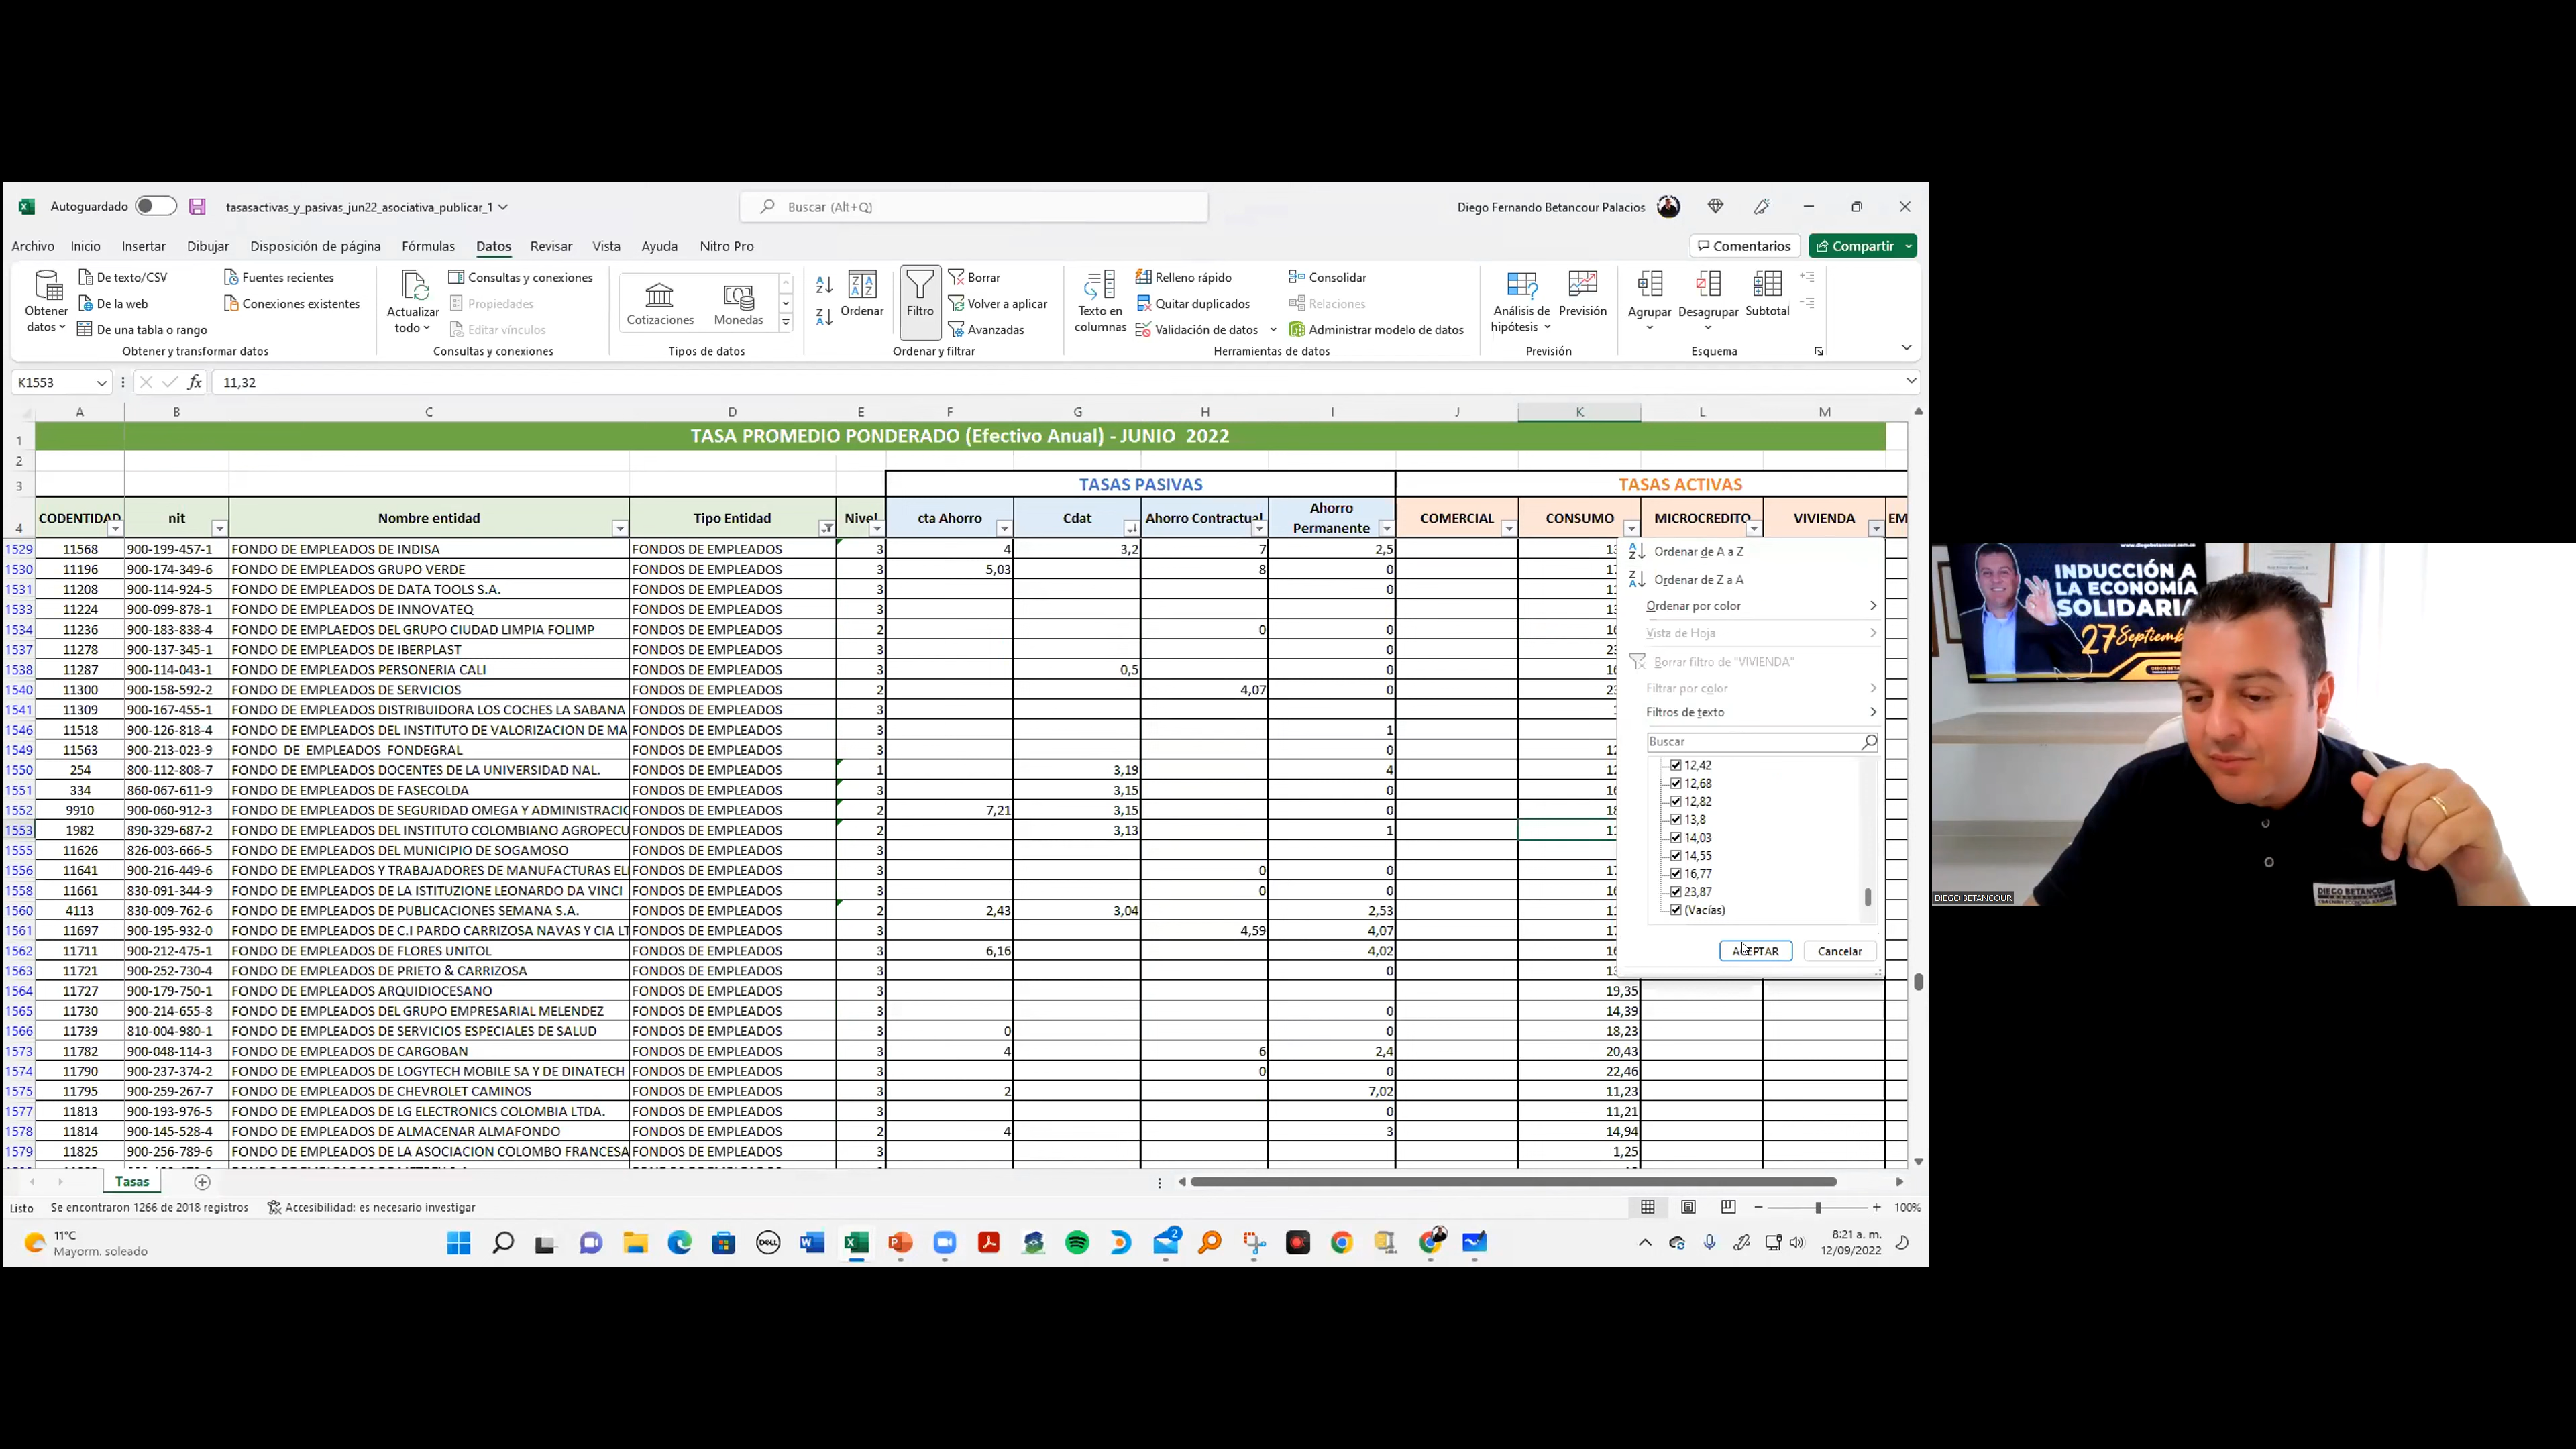 Autoguardado
tasasactivas_y_pasivas_jun22_asociativa_publicar_1
Buscar (Alt+Q)
Diego Fernando Betancour Palacios
Archivo Inicio Insertar Dibujar Disposición de página Fórmulas Datos Revisar Vista Ayuda Nitro Pro
Comentarios Compartir
Obtener datos
De texto/CSV
De la web
De una tabla o rango
Fuentes recientes
Conexiones existentes
Obtener y transformar datos
Actualizar todo
Consultas y conexiones
Propiedades
Editar vínculos
Consultas y conexiones
Cotizaciones Monedas
Tipos de datos
Ordenar
Filtro
Borrar
Volver a aplicar
Avanzadas
Ordenar y filtrar
Texto en columnas
Relleno rápido
Quitar duplicados
Validación de datos
Consolidar
Relaciones
Administrar modelo de datos
Herramientas de datos
Análisis de hipótesis
Previsión
Previsión
Agrupar Desagrupar Subtotal
Esquema
K1553 fx 11,32
A B C D E F G H I J K L M
1 TASA PROMEDIO PONDERADO (Efectivo Anual) - JUNIO 2022
2
3 TASAS PASIVAS TASAS ACTIVAS
4 CODENTIDAD nit Nombre entidad Tipo Entidad Nivel cta Ahorro Cdat Ahorro Contractual Ahorro Permanente COMERCIAL CONSUMO MICROCREDITO VIVIENDA EM
1529 11568 900-199-457-1 FONDO DE EMPLEADOS DE INDISA FONDOS DE EMPLEADOS 3 4 3,2 7 2,5
1530 11196 900-174-349-6 FONDO DE EMPLEADOS GRUPO VERDE FONDOS DE EMPLEADOS 3 5,03 8 0
1531 11208 900-114-924-5 FONDO DE EMPLEADOS DE DATA TOOLS S.A. FONDOS DE EMPLEADOS 3 0
1533 11224 900-099-878-1 FONDO DE EMPLEADOS DE INNOVATEQ FONDOS DE EMPLEADOS 3
1534 11236 900-183-838-4 FONDO DE EMPLAEDOS DEL GRUPO CIUDAD LIMPIA FOLIMP FONDOS DE EMPLEADOS 2 0 0
1537 11278 900-137-345-1 FONDO DE EMPLEADOS DE IBERPLAST FONDOS DE EMPLEADOS 3 0
1538 11287 900-114-043-1 FONDO DE EMPLEADOS PERSONERIA CALI FONDOS DE EMPLEADOS 3 0,5 0
1540 11300 900-158-592-2 FONDO DE EMPLEADOS DE SERVICIOS FONDOS DE EMPLEADOS 2 4,07 0
1541 11309 900-167-455-1 FONDO DE EMPLEADOS DISTRIBUIDORA LOS COCHES LA SABANA FONDOS DE EMPLEADOS 3
1546 11518 900-126-818-4 FONDO DE EMPLEADOS DEL INSTITUTO DE VALORIZACION DE MA FONDOS DE EMPLEADOS 3 1
1549 11563 900-213-023-9 FONDO DE EMPLEADOS FONDEGRAL FONDOS DE EMPLEADOS 3 0
1550 254 800-112-808-7 FONDO DE EMPLEADOS DOCENTES DE LA UNIVERSIDAD NAL. FONDOS DE EMPLEADOS 1 3,19 4
1551 334 860-067-611-9 FONDO DE EMPLEADOS DE FASECOLDA FONDOS DE EMPLEADOS 3 3,15 0
1552 9910 900-060-912-3 FONDO DE EMPLEADOS DE SEGURIDAD OMEGA Y ADMINISTRACIO FONDOS DE EMPLEADOS 2 7,21 3,15 0
1553 1982 890-329-687-2 FONDO DE EMPLEADOS DEL INSTITUTO COLOMBIANO AGROPECU FONDOS DE EMPLEADOS 2 3,13 1
1555 11626 826-003-666-5 FONDO DE EMPLEADOS DEL MUNICIPIO DE SOGAMOSO FONDOS DE EMPLEADOS 3
1556 11641 900-216-449-6 FONDO DE EMPLEADOS Y TRABAJADORES DE MANUFACTURAS EL FONDOS DE EMPLEADOS 3 0 0
1558 11661 830-091-344-9 FONDO DE EMPLEADOS DE LA ISTITUZIONE LEONARDO DA VINCI FONDOS DE EMPLEADOS 3 0 0
1560 4113 830-009-762-6 FONDO DE EMPLEADOS DE PUBLICACIONES SEMANA S.A. FONDOS DE EMPLEADOS 2 2,43 3,04 2,53
1561 11697 900-195-932-0 FONDO DE EMPLEADOS DE C.I PARDO CARRIZOSA NAVAS Y CIA LT FONDOS DE EMPLEADOS 3 4,59 4,07
1562 11711 900-212-475-1 FONDO DE EMPLEADOS DE FLORES UNITOL FONDOS DE EMPLEADOS 3 6,16 4,02
1563 11721 900-252-730-4 FONDO DE EMPLEADOS DE PRIETO & CARRIZOSA FONDOS DE EMPLEADOS 3 0
1564 11727 900-179-750-1 FONDO DE EMPLEADOS ARQUIDIOCESANO FONDOS DE EMPLEADOS 3 19,35
1565 11730 900-214-655-8 FONDO DE EMPLEADOS DEL GRUPO EMPRESARIAL MELENDEZ FONDOS DE EMPLEADOS 3 0 14,39
1566 11739 810-004-980-1 FONDO DE EMPLEADOS DE SERVICIOS ESPECIALES DE SALUD FONDOS DE EMPLEADOS 3 0 0 18,23
1573 11782 900-048-114-3 FONDO DE EMPLEADOS DE CARGOBAN FONDOS DE EMPLEADOS 3 4 6 2,4 20,43
1574 11790 900-237-374-2 FONDO DE EMPLEADOS DE LOGYTECH MOBILE SA Y DE DINATECH FONDOS DE EMPLEADOS 3 0 0 22,46
1575 11795 900-259-267-7 FONDO DE EMPLEADOS DE CHEVROLET CAMINOS FONDOS DE EMPLEADOS 3 2 7,02 11,23
1577 11813 900-193-976-5 FONDO DE EMPLEADOS DE LG ELECTRONICS COLOMBIA LTDA. FONDOS DE EMPLEADOS 3 0 11,21
1578 11814 900-145-528-4 FONDO DE EMPLEADOS DE ALMACENAR ALMAFONDO FONDOS DE EMPLEADOS 2 4 3 14,94
1579 11825 900-256-789-6 FONDO DE EMPLEADOS DE LA ASOCIACION COLOMBO FRANCESA FONDOS DE EMPLEADOS 3 1,25
Ordenar de A a Z
Ordenar de Z a A
Ordenar por color
Vista de Hoja
Borrar filtro de "VIVIENDA"
Filtrar por color
Filtros de texto
Buscar
12,42
12,68
12,82
13,8
14,03
14,55
16,77
23,87
(Vacías)
ACEPTAR Cancelar
Tasas
Listo Se encontraron 1266 de 2018 registros Accesibilidad: es necesario investigar 100%
11°C
Mayorm. soleado
DELL
2
8:21 a. m.
12/09/2022
INDUCCIÓN A
LA ECONOMÍA
SOLIDARIA
27
DIEGO BETANCOUR
DIEGO BETANCOUR